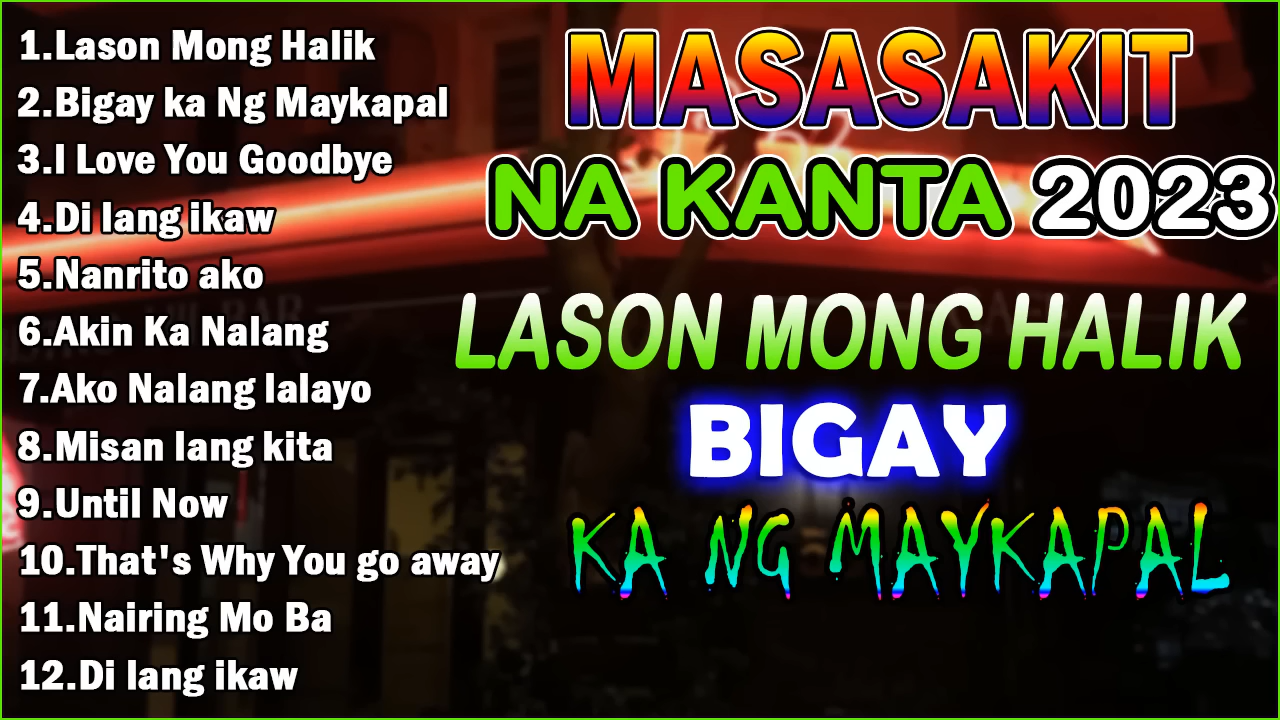 1.Lason Mong Halik
2.Bigay ka Ng Maykapal
3.I Love You Goodbye
4.Di lang ikaw
5.Nanrito ako
6.Akin Ka Nalang
7.Ako Nalang lalayo
8.Misan lang kita
9.Until Now
10.That's Why You go away
11.Nairing Mo Ba
12.Di lang ikaw
MASASAKIT
NA KANTA 2023
LASON MONG HALIK
BIGAY
KA NG MAYKAPAL